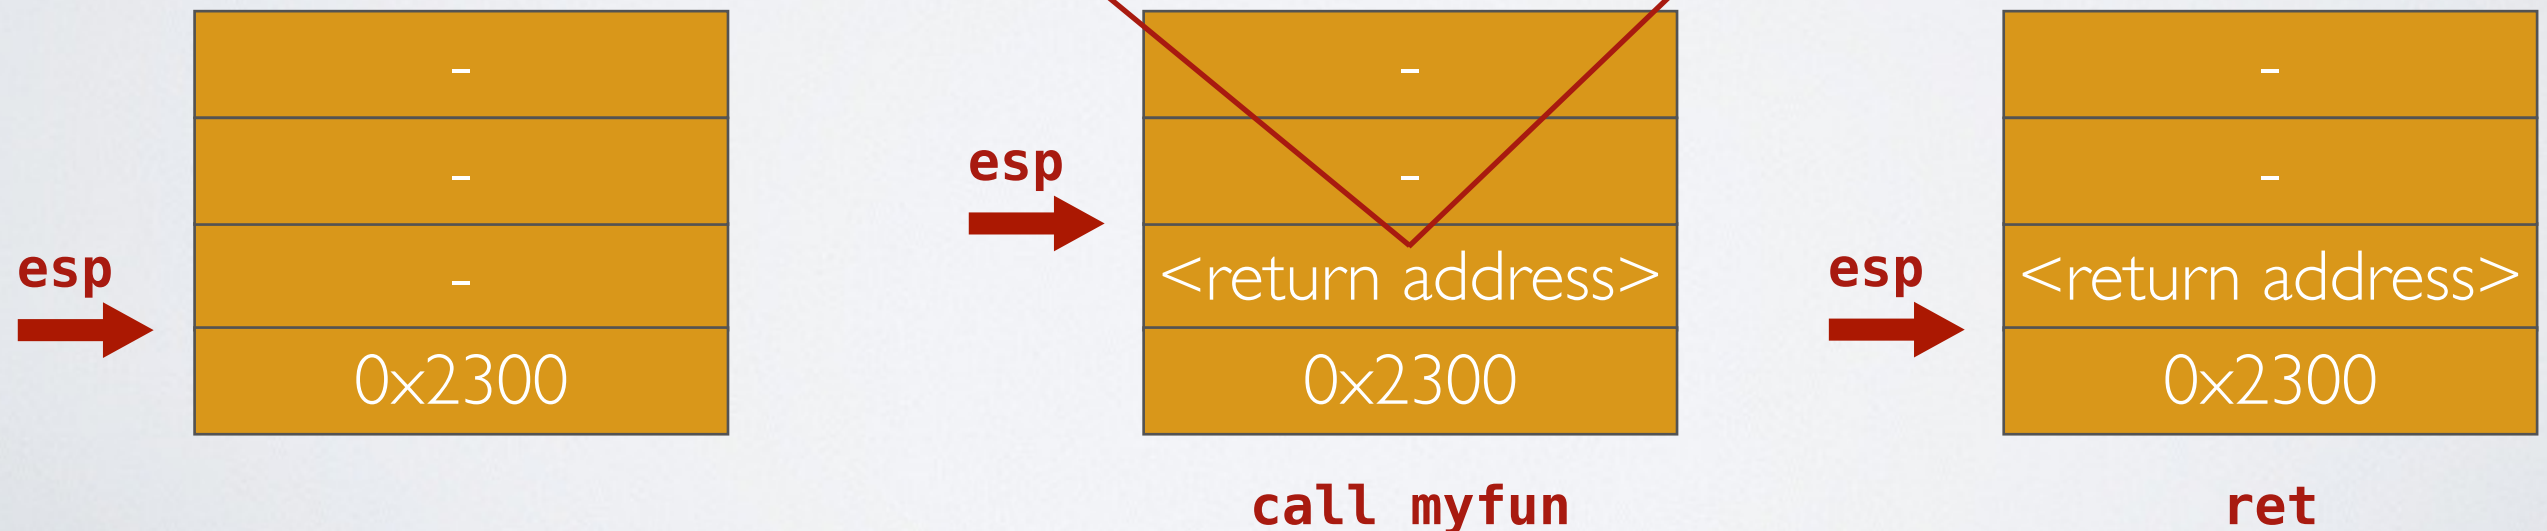 -
-
-
esp
0x2300
-
esp
-
<return address>
0x2300
call myfun
-
-
esp
<return address>
0x2300
ret